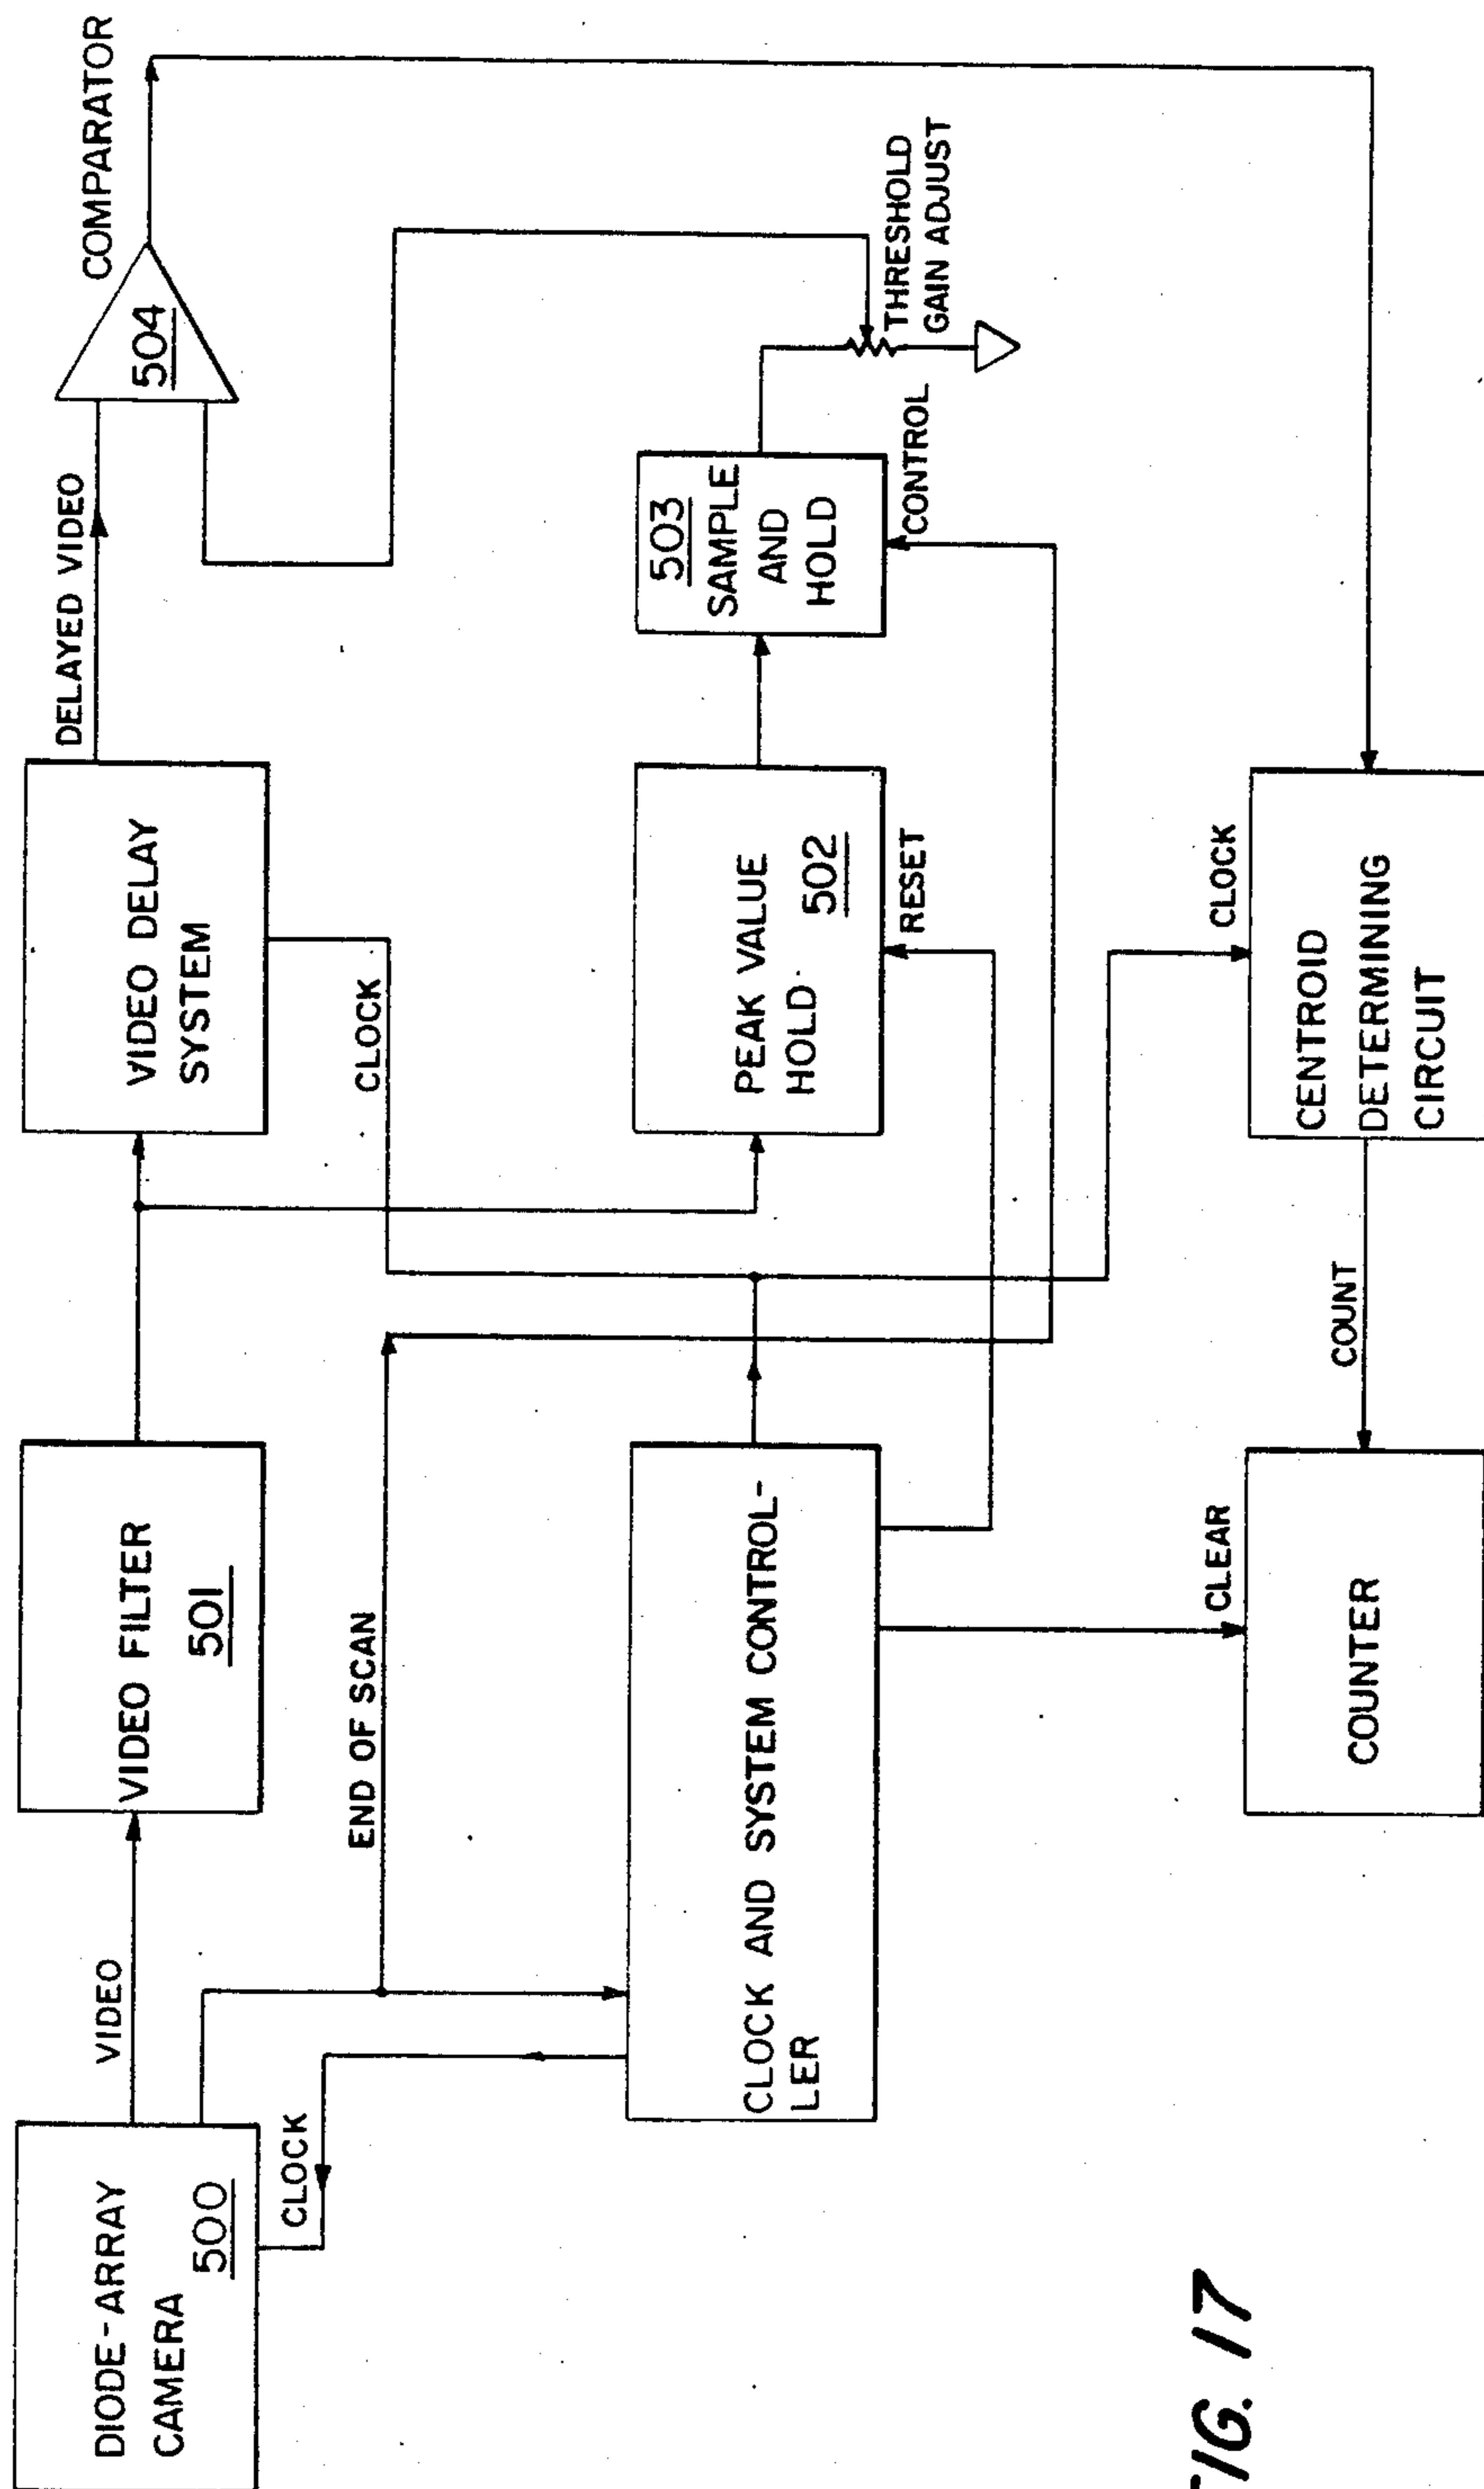 DIODE-ARRAY
CAMERA
500
VIDEO
VIDEO FILTER
501
VIDEO DELAY
SYSTEM
DELAYED VIDEO
COMPARATOR
504
CLOCK
END OF SCAN
CLOCK
CLOCK AND SYSTEM CONTROL-
LER
PEAK VALUE
HOLD
502
RESET
503
SAMPLE
AND
HOLD
CONTROL
THRESHOLD
GAIN ADJUST
CLEAR
COUNTER
COUNT
CLOCK
CENTROID
DETERMINING
CIRCUIT
FIG. 17